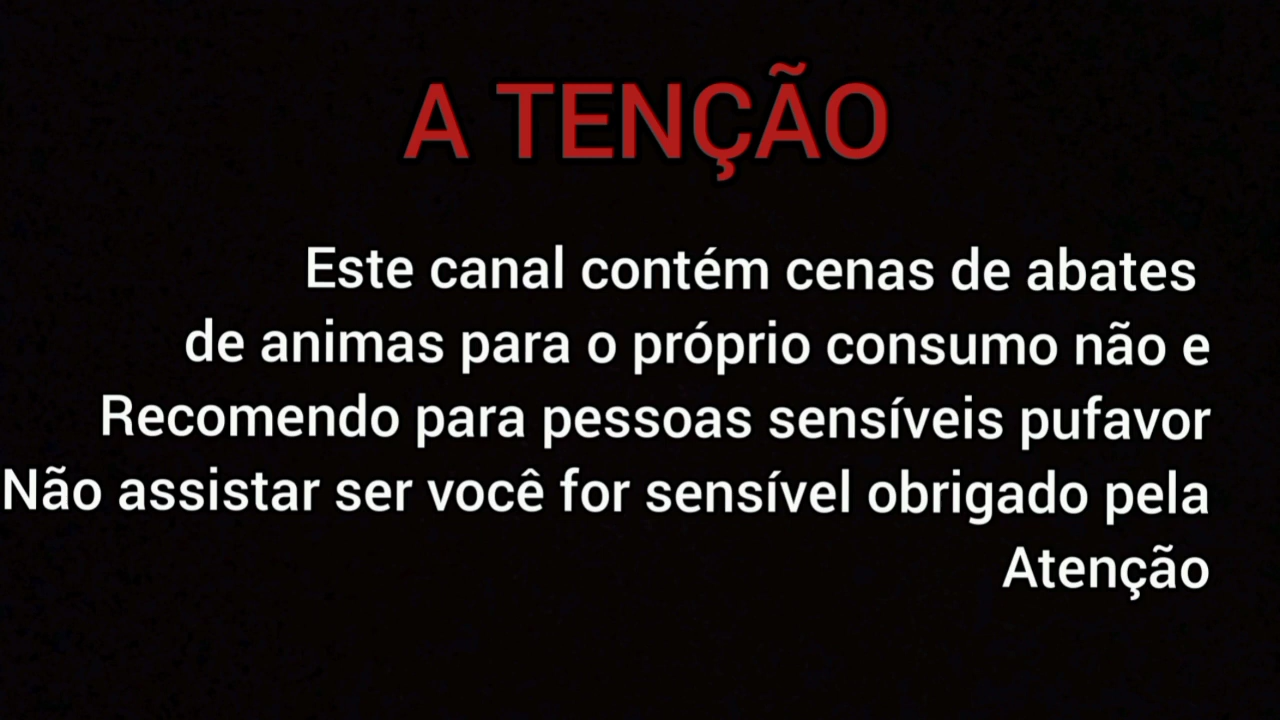 A TENÇÃO
Este canal contém cenas de abates
de animas para o próprio consumo não e
Recomendo para pessoas sensíveis pufavor
Não assistar ser você for sensível obrigado pela
Atenção